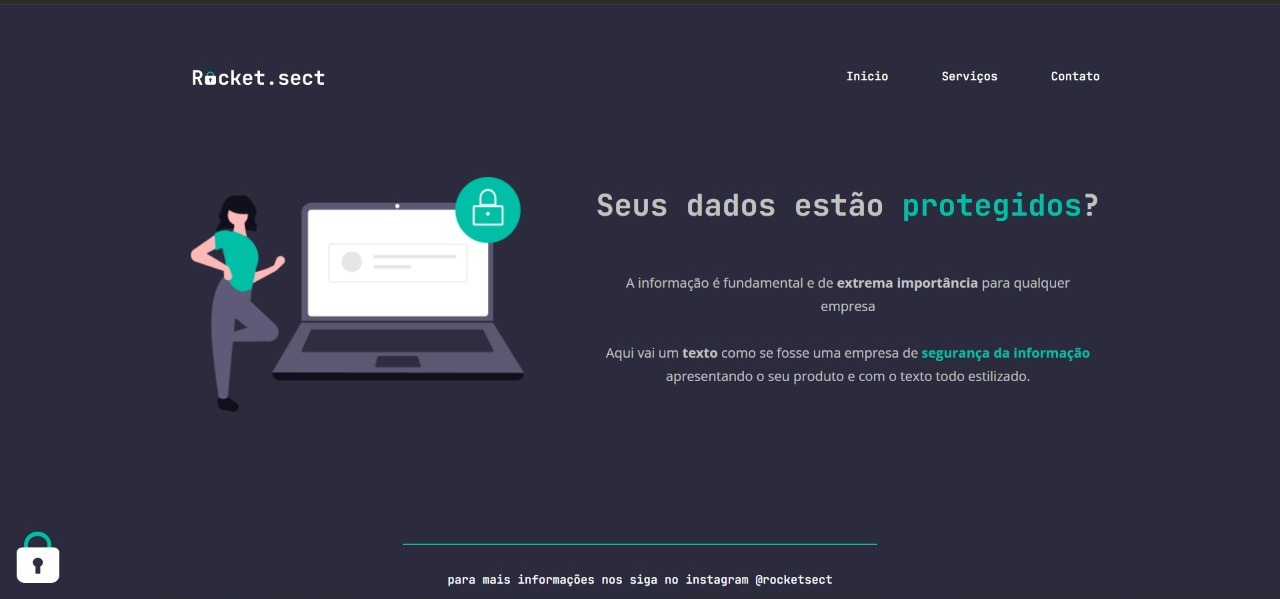 Rocket.sect
Inicio Serviços Contato
Seus dados estão protegidos?
A informação é fundamental e de extrema importância para qualquer
empresa
Aqui vai um texto como se fosse uma empresa de segurança da informação
apresentando o seu produto e com o texto todo estilizado.
para mais informações nos siga no instagram @rocketsect